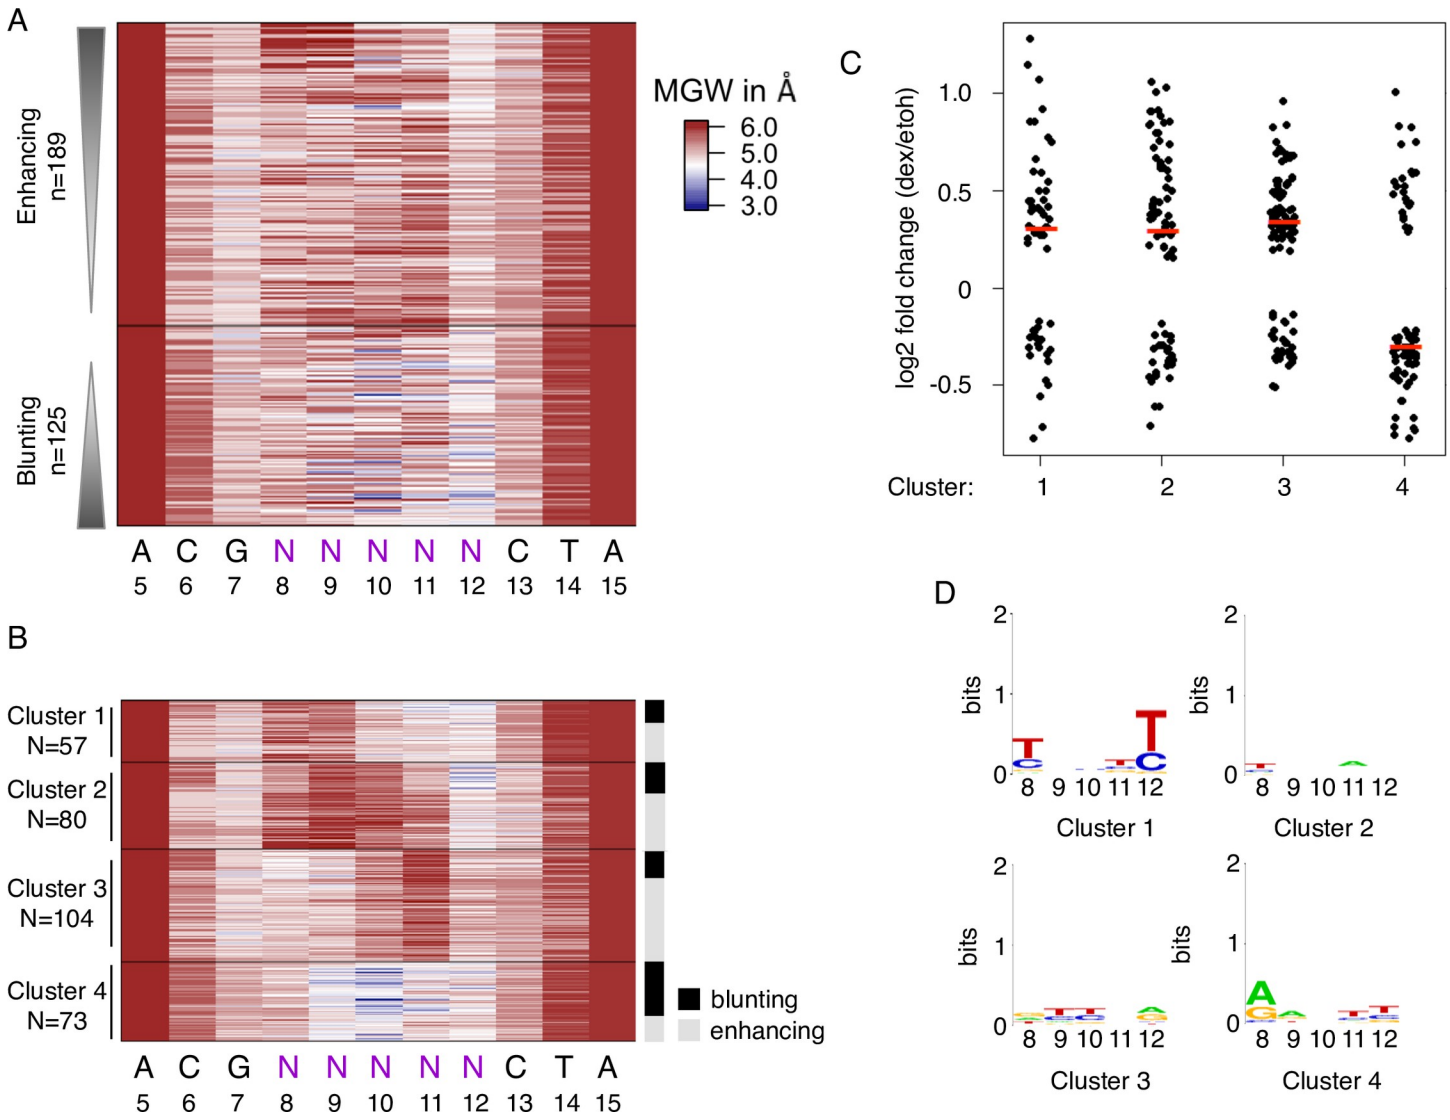 A
Enhancing
n=189
Blunting
n=125
A C G N N N N N C T A
5 6 7 8 9 10 11 12 13 14 15
MGW in Å
6.0
5.0
4.0
3.0
B
Cluster 1
N=57
Cluster 2
N=80
Cluster 3
N=104
Cluster 4
N=73
blunting
enhancing
A C G N N N N N C T A
5 6 7 8 9 10 11 12 13 14 15
C
log2 fold change (dex/etoh)
1.0
0.5
0
-0.5
Cluster: 1 2 3 4
D
bits
2
1
0
T
C
T
T
C
8 9 10 11 12
Cluster 1
bits
2
1
0
T
A
8 9 10 11 12
Cluster 2
bits
2
1
0
G
A
T
C
T
C
A
G
8 9 10 11 12
Cluster 3
bits
2
1
0
A
G
A
T
T
C
8 9 10 11 12
Cluster 4